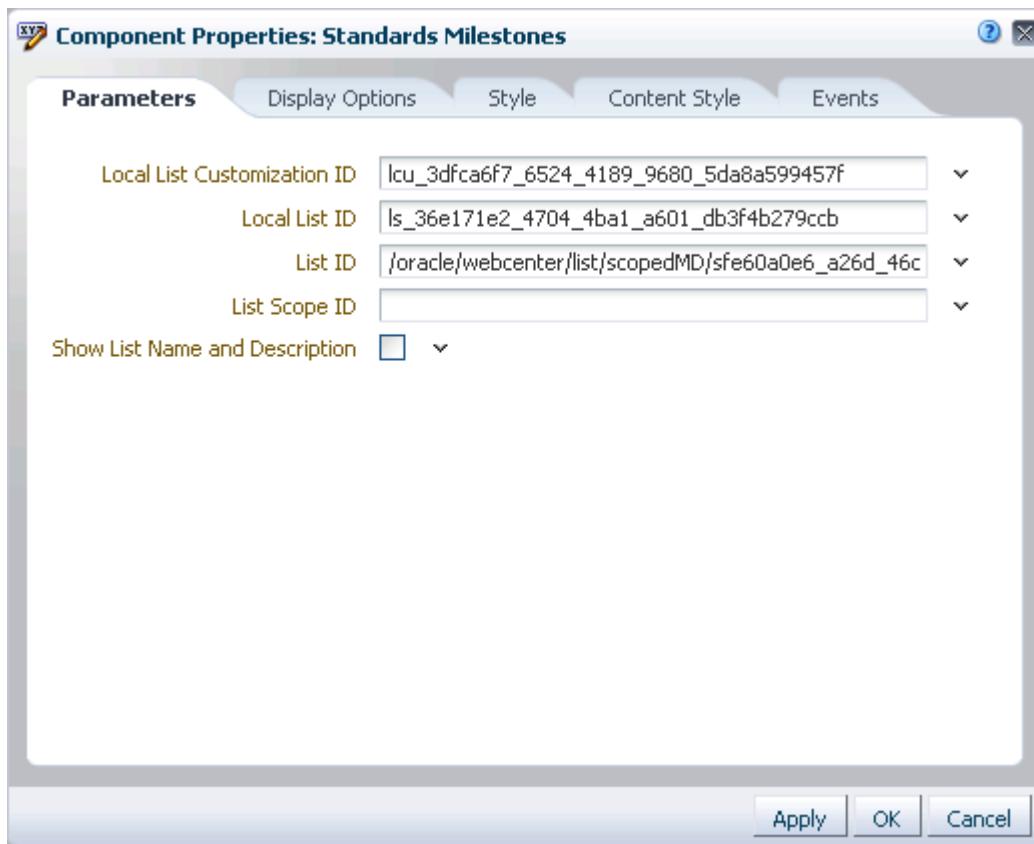 Component Properties: Standards Milestones
Parameters Display Options Style Content Style Events
Local List Customization ID lcu_3dfca6f7_6524_4189_9680_5da8a599457f
Local List ID ls_36e171e2_4704_4ba1_a601_db3f4b279ccb
List ID /oracle/webcenter/list/scopedMD/sfe60a0e6_a26d_46c
List Scope ID
Show List Name and Description
Apply OK Cancel